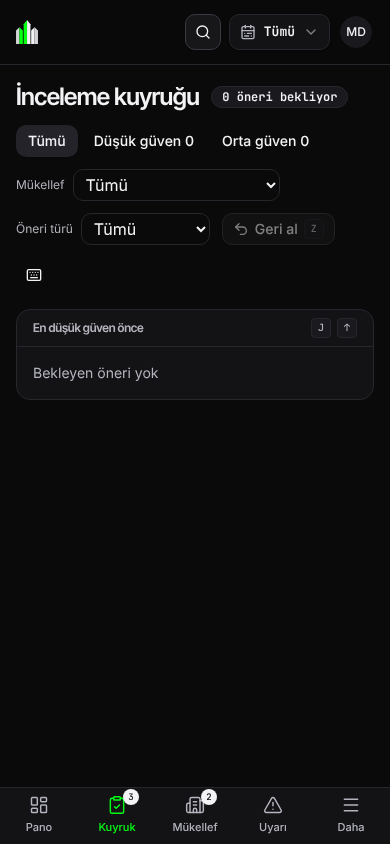 Tümü
MD
İnceleme kuyruğu
0 öneri bekliyor
Tümü
Düşük güven 0
Orta güven 0
Mükellef
Tümü
Öneri türü
Tümü
Geri al
Z
En düşük güven önce
J
↑
Bekleyen öneri yok
3
2
Pano
Kuyruk
Mükellef
Uyarı
Daha